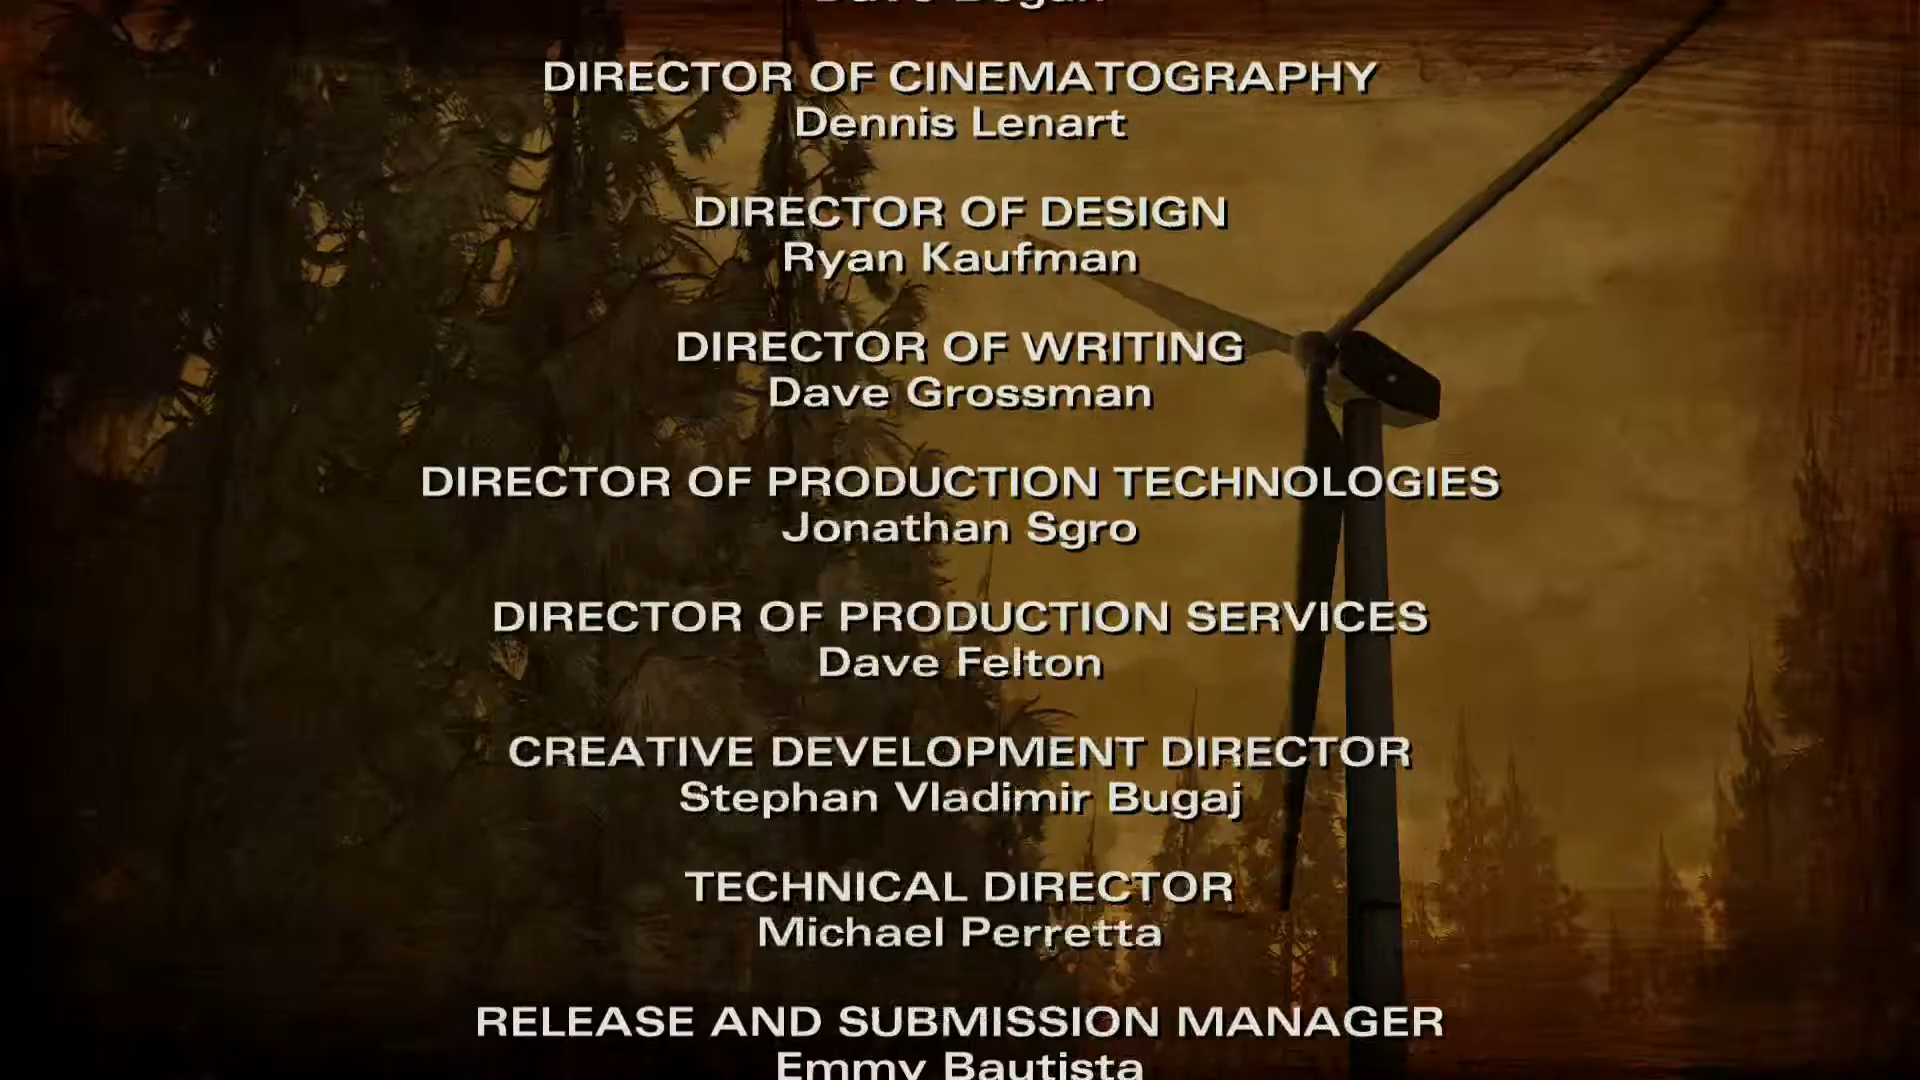 DIRECTOR OF CINEMATOGRAPHY
Dennis Lenart
DIRECTOR OF DESIGN
Ryan Kaufman
DIRECTOR OF WRITING
Dave Grossman
DIRECTOR OF PRODUCTION TECHNOLOGIES
Jonathan Sgro
DIRECTOR OF PRODUCTION SERVICES
Dave Felton
CREATIVE DEVELOPMENT DIRECTOR
Stephan Vladimir Bugaj
TECHNICAL DIRECTOR
Michael Perretta
RELEASE AND SUBMISSION MANAGER
Emmy Bautista